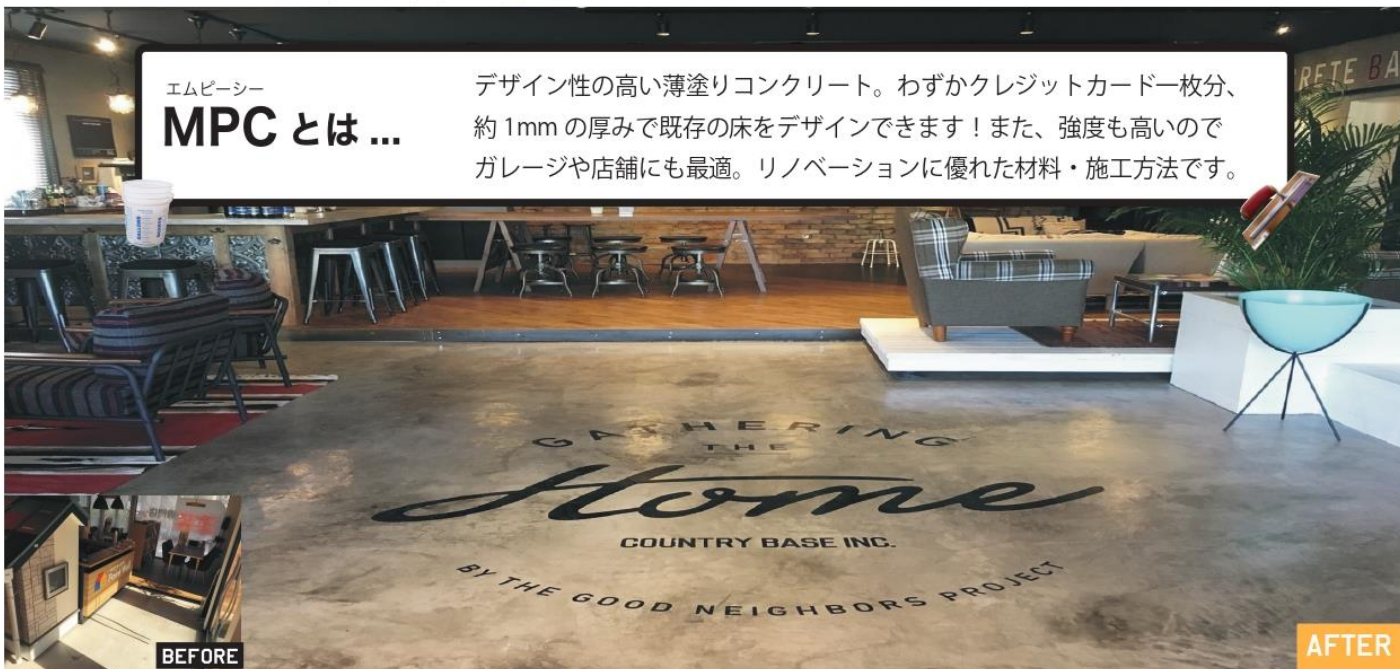 エムピーシー
MPC とは ...
デザイン性の高い薄塗りコンクリート。わずかクレジットカード一枚分、
約 1mm の厚みで既存の床をデザインできます！また、強度も高いので
ガレージや店舗にも最適。リノベーションに優れた材料・施工方法です。
RETE BA
GATHERING
THE
Home
COUNTRY BASE INC.
BY THE GOOD NEIGHBORS PROJECT
BEFORE
AFTER